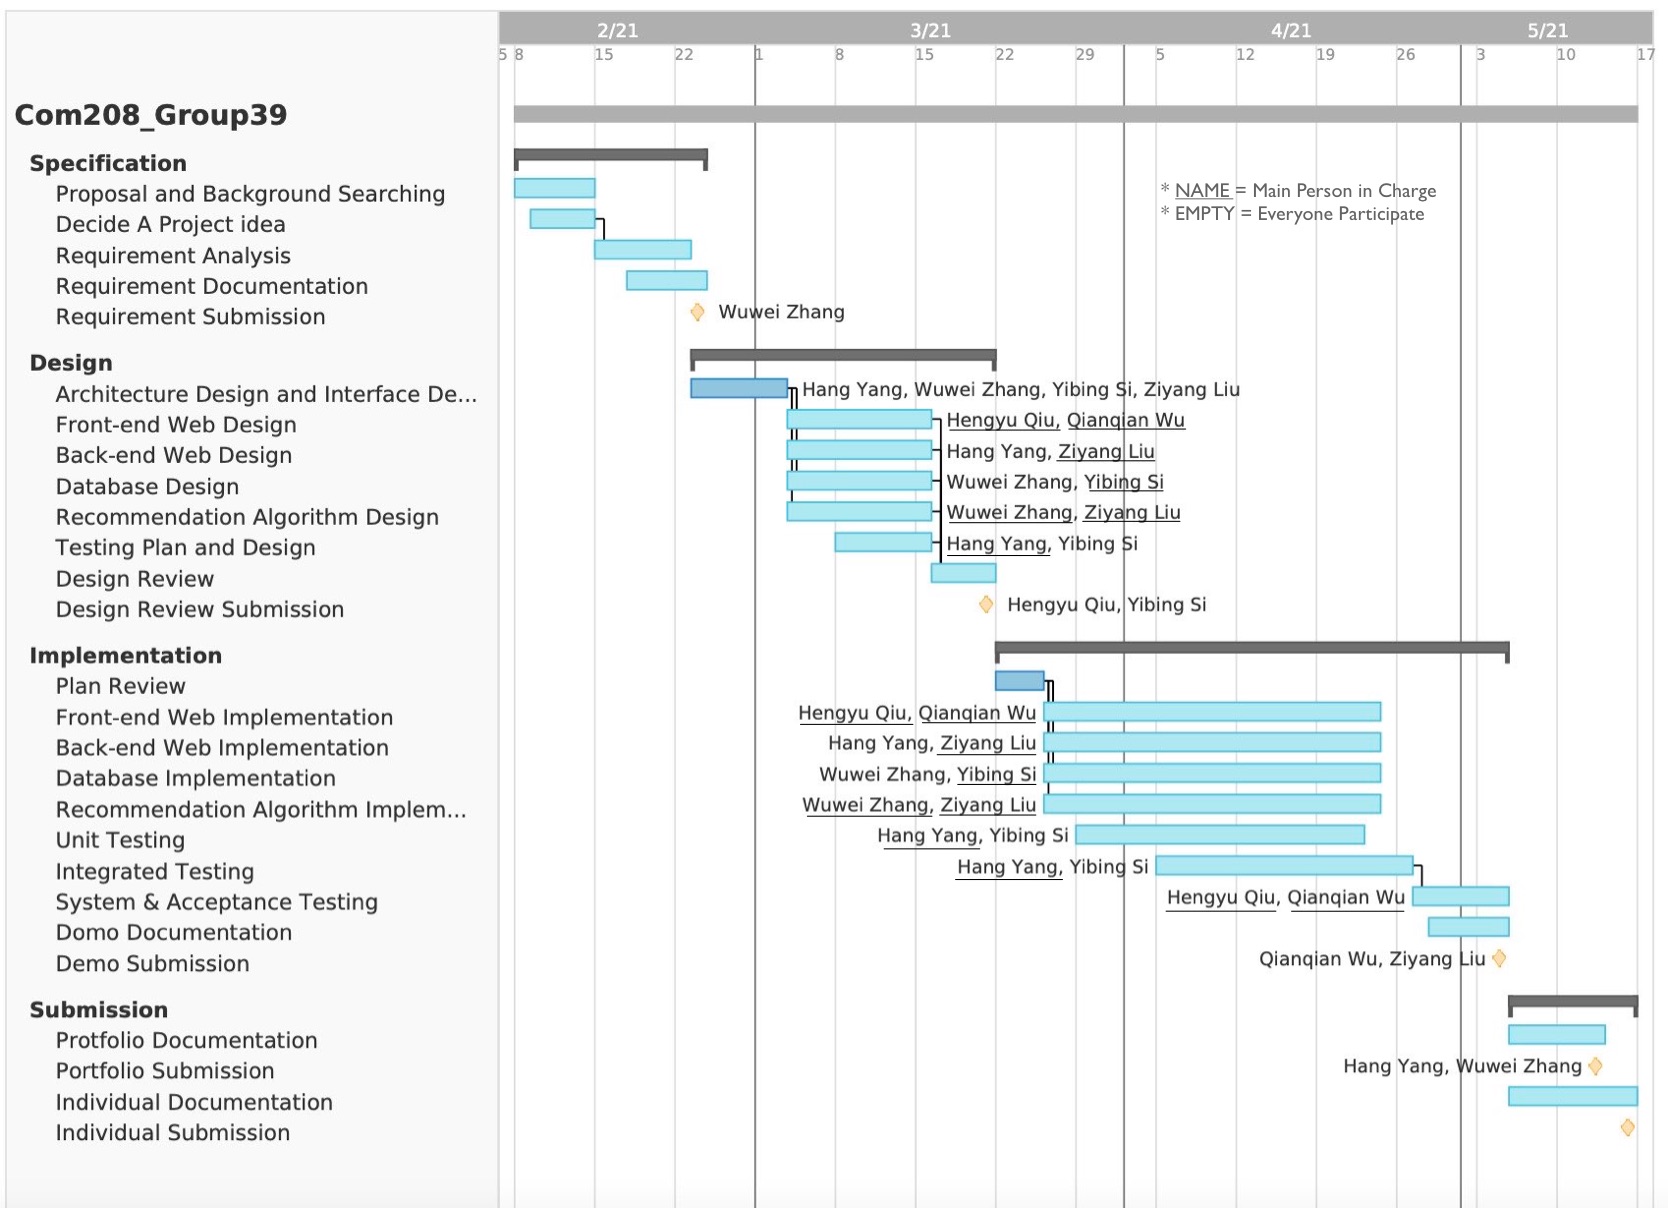 2/21 3/21 4/21 5/21
5 8 15 22 1 8 15 22 29 5 12 19 26 3 10 17
Com208_Group39
Specification
Proposal and Background Searching
* NAME = Main Person in Charge
* EMPTY = Everyone Participate
Decide A Project idea
Requirement Analysis
Requirement Documentation
Requirement Submission Wuwei Zhang
Design
Architecture Design and Interface De... Hang Yang, Wuwei Zhang, Yibing Si, Ziyang Liu
Front-end Web Design Hengyu Qiu, Qianqian Wu
Back-end Web Design Hang Yang, Ziyang Liu
Database Design Wuwei Zhang, Yibing Si
Recommendation Algorithm Design Wuwei Zhang, Ziyang Liu
Testing Plan and Design Hang Yang, Yibing Si
Design Review
Design Review Submission Hengyu Qiu, Yibing Si
Implementation
Plan Review
Front-end Web Implementation Hengyu Qiu, Qianqian Wu
Back-end Web Implementation Hang Yang, Ziyang Liu
Database Implementation Wuwei Zhang, Yibing Si
Recommendation Algorithm Implem... Wuwei Zhang, Ziyang Liu
Unit Testing Hang Yang, Yibing Si
Integrated Testing Hang Yang, Yibing Si
System & Acceptance Testing Hengyu Qiu, Qianqian Wu
Domo Documentation
Demo Submission Qianqian Wu, Ziyang Liu
Submission
Protfolio Documentation
Portfolio Submission Hang Yang, Wuwei Zhang
Individual Documentation
Individual Submission